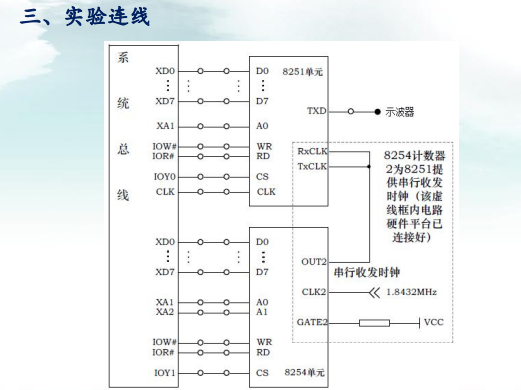 三、实验连线
系
统
总
线
XD0
XD7
XA1
IOW#
IOR#
IOY0
CLK
XD0
XD7
XA1
XA2
IOW#
IOR#
IOY1
D0 8251单元
D7
TXD 示波器
A0
WR
RD
CS
CLK
RxCLK
TxCLK
8254计数器
2为8251提
供串行收发
时钟（该虚
线框内电路
硬件平台已
连接好）
D0
D7
OUT2
串行收发时钟
CLK2 1.8432MHz
A0
A1
GATE2 VCC
WR
RD
CS 8254单元